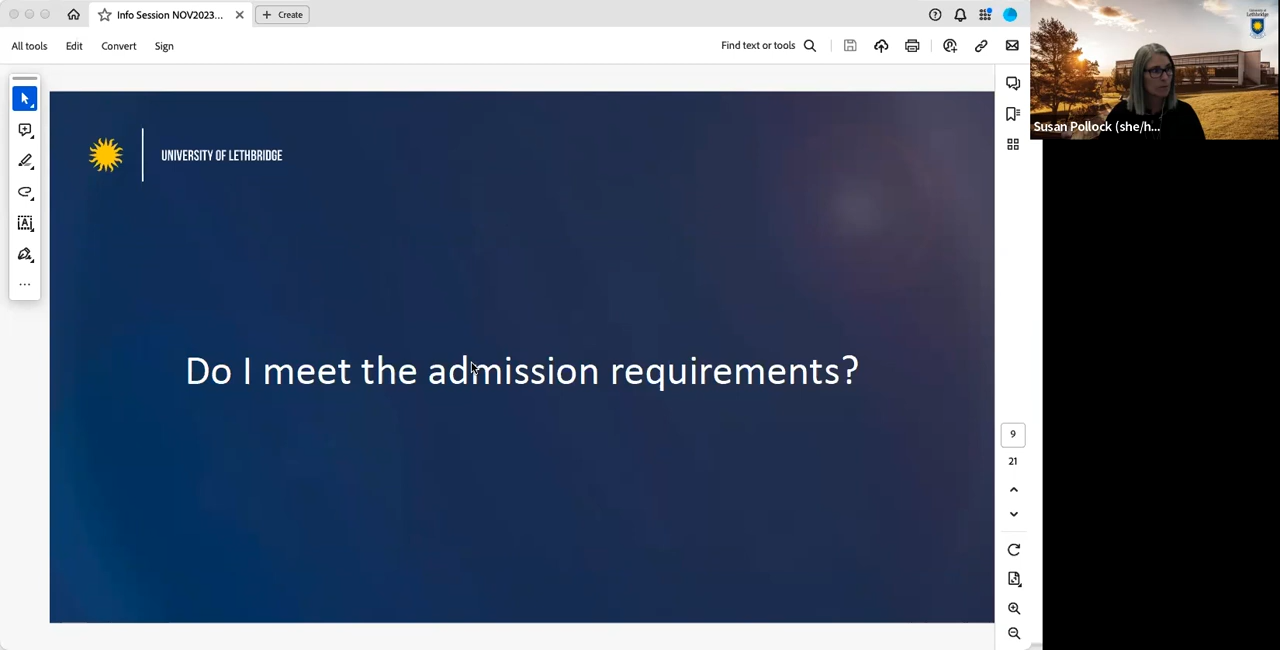 Info Session NOV2023...
Create
All tools
Edit
Convert
Sign
Find text or tools
Susan Pollock (she/h...
UNIVERSITY OF LETHBRIDGE
Do I meet the admission requirements?
9
21